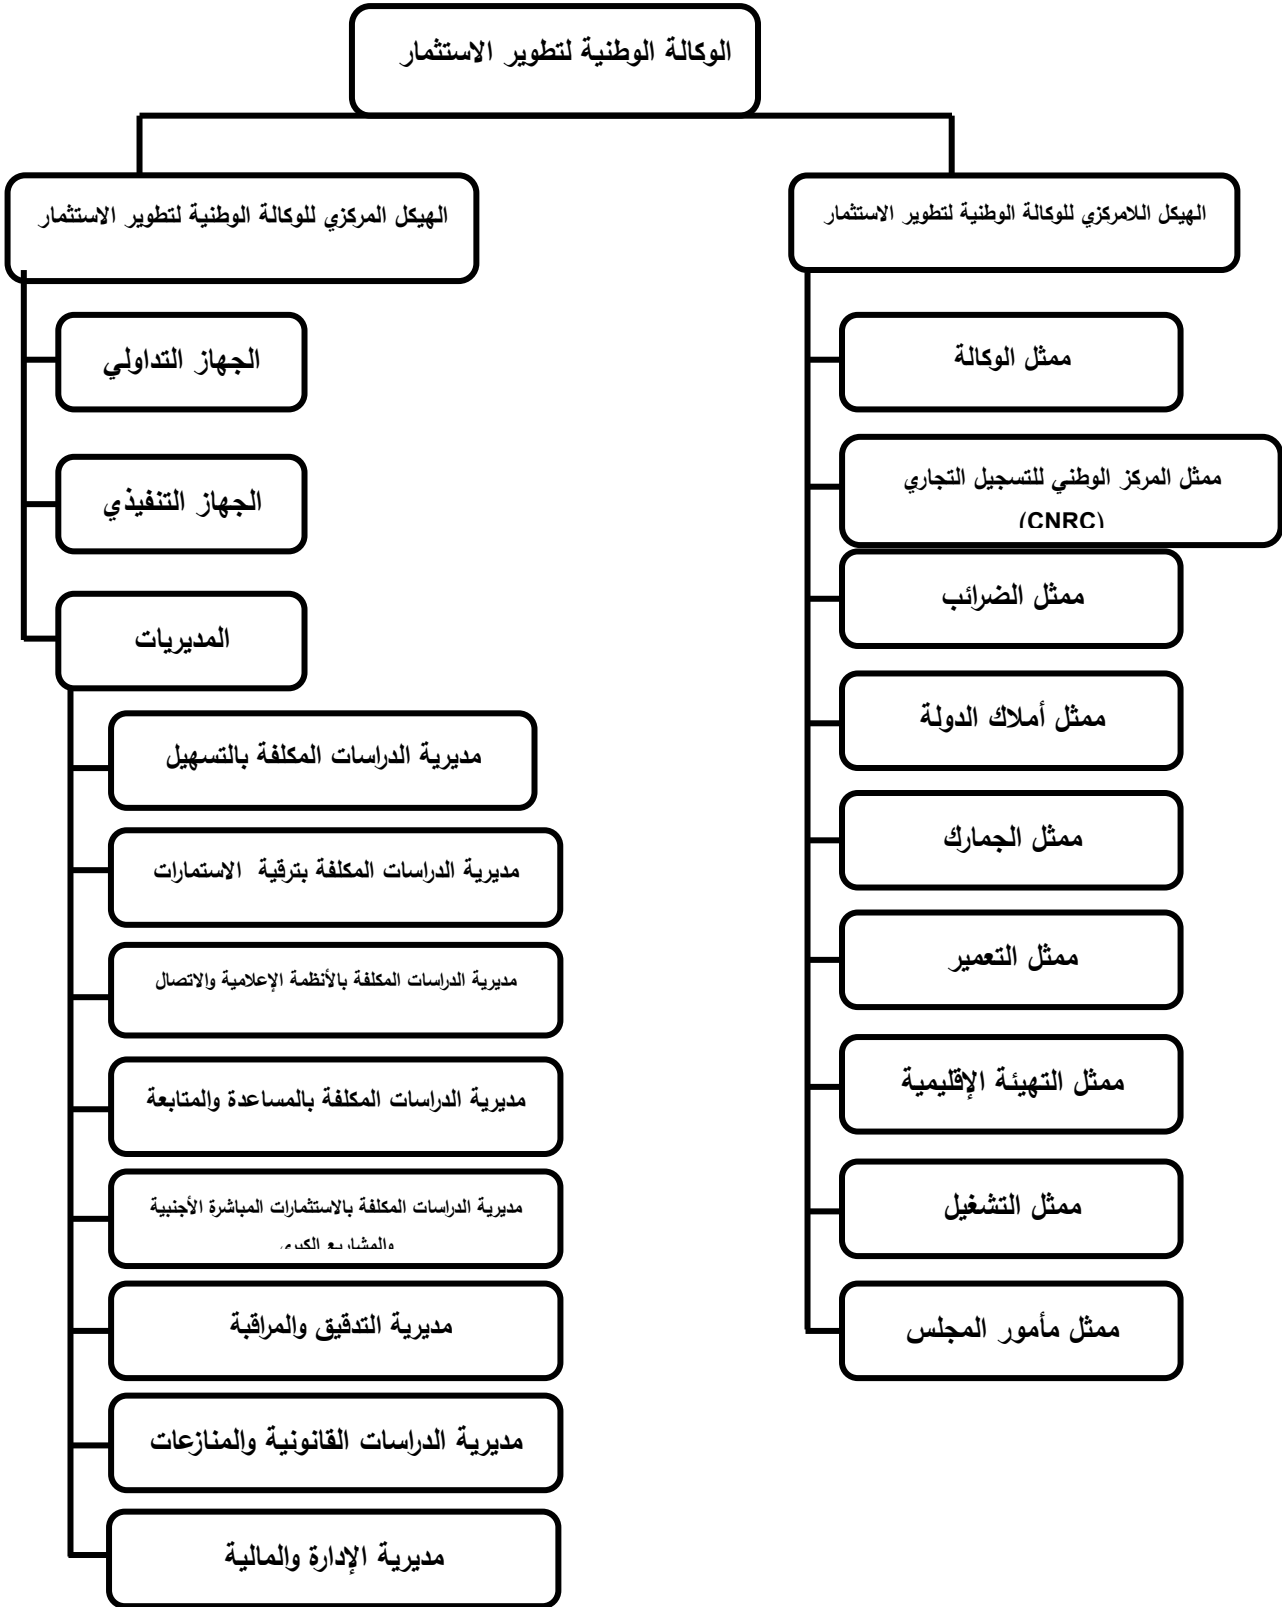 الوكالة الوطنية لتطوير الاستثمار
الهيكل اللامركزي للوكالة الوطنية لتطوير الاستثمار
ممثل الوكالة
ممثل المركز الوطني للتسجيل التجاري
(CNRC)
ممثل الضرائب
ممثل أملاك الدولة
ممثل الجمارك
ممثل التعمير
ممثل التهيئة الإقليمية
ممثل التشغيل
ممثل مأمور المجلس
الهيكل المركزي للوكالة الوطنية لتطوير الاستثمار
الجهاز التداولي
الجهاز التنفيذي
المديريات
مديرية الدراسات المكلفة بالتسهيل
مديرية الدراسات المكلفة بترقية الاستمارات
مديرية الدراسات المكلفة بالأنظمة الإعلامية والاتصال
مديرية الدراسات المكلفة بالمساعدة والمتابعة
مديرية الدراسات المكلفة بالاستثمارات المباشرة الأجنبية
والمشاريع الكبرى
مديرية التدقيق والمراقبة
مديرية الدراسات القانونية والمنازعات
مديرية الإدارة والمالية